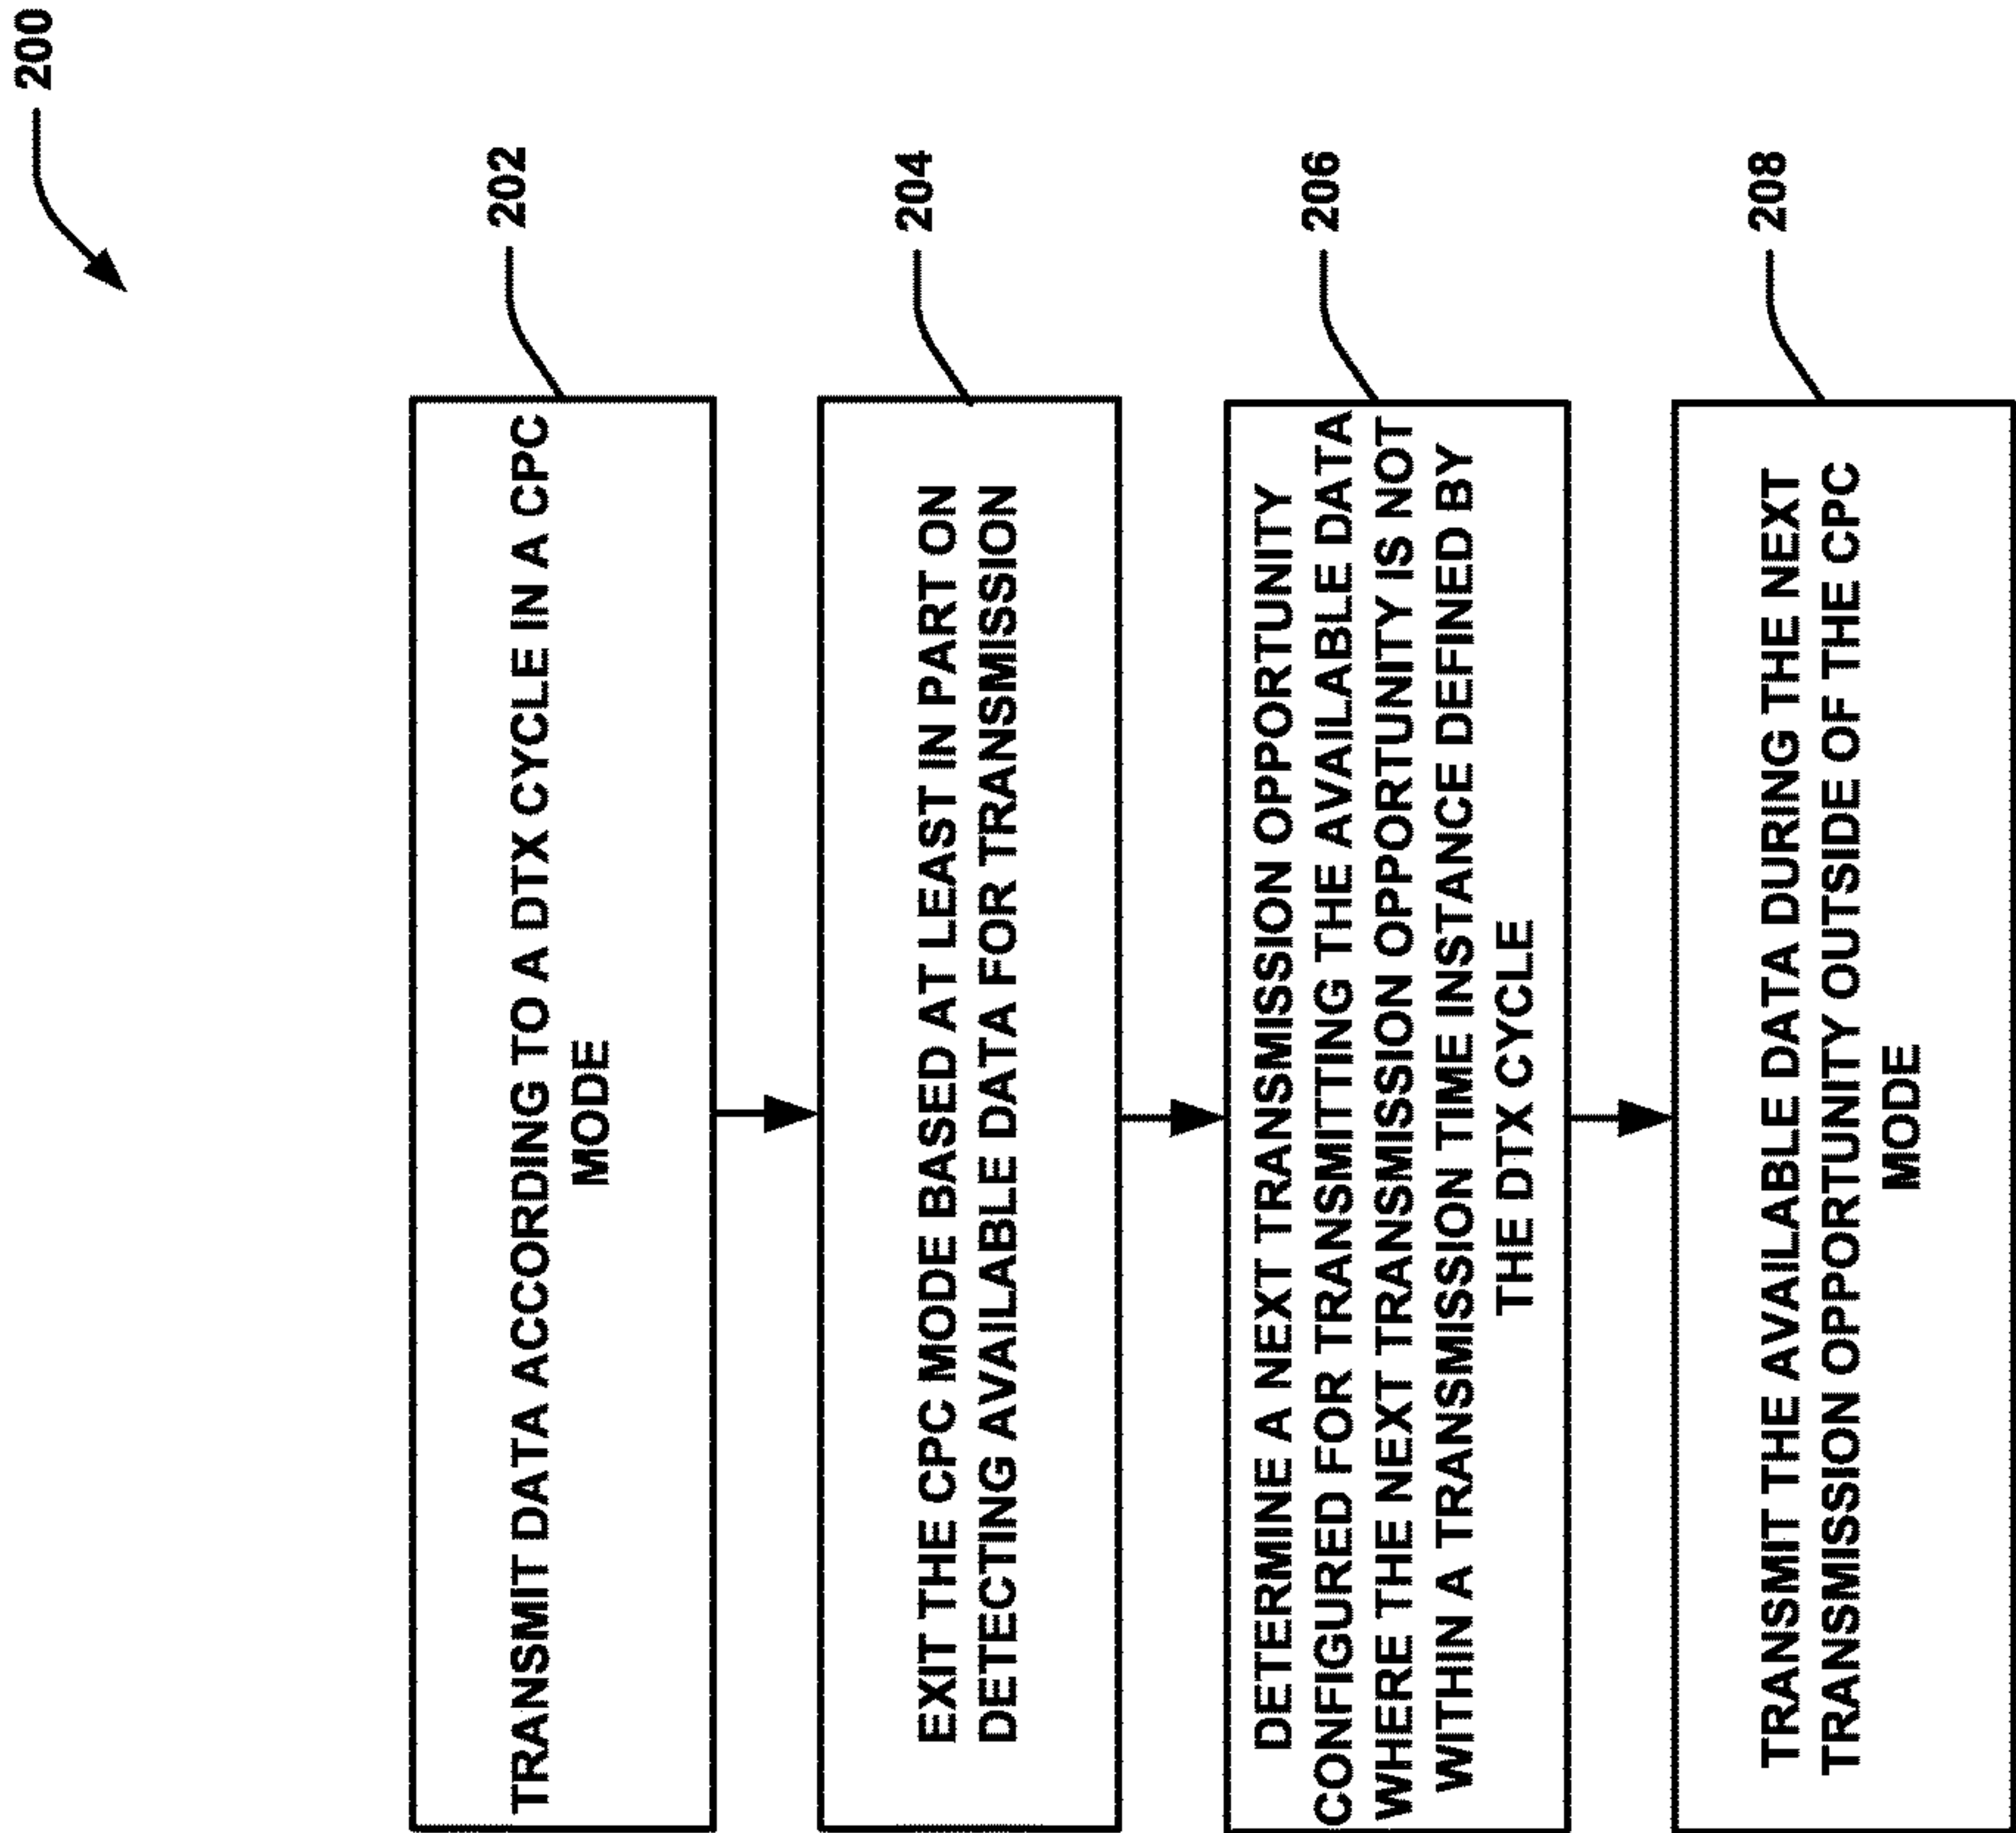 200
202
TRANSMIT DATA ACCORDING TO A DTX CYCLE IN A CPC
MODE
204
EXIT THE CPC MODE BASED AT LEAST IN PART ON
DETECTING AVAILABLE DATA FOR TRANSMISSION
206
DETERMINE A NEXT TRANSMISSION OPPORTUNITY
CONFIGURED FOR TRANSMITTING THE AVAILABLE DATA
WHERE THE NEXT TRANSMISSION OPPORTUNITY IS NOT
WITHIN A TRANSMISSION TIME INSTANCE DEFINED BY
THE DTX CYCLE
208
TRANSMIT THE AVAILABLE DATA DURING THE NEXT
TRANSMISSION OPPORTUNITY OUTSIDE OF THE CPC
MODE